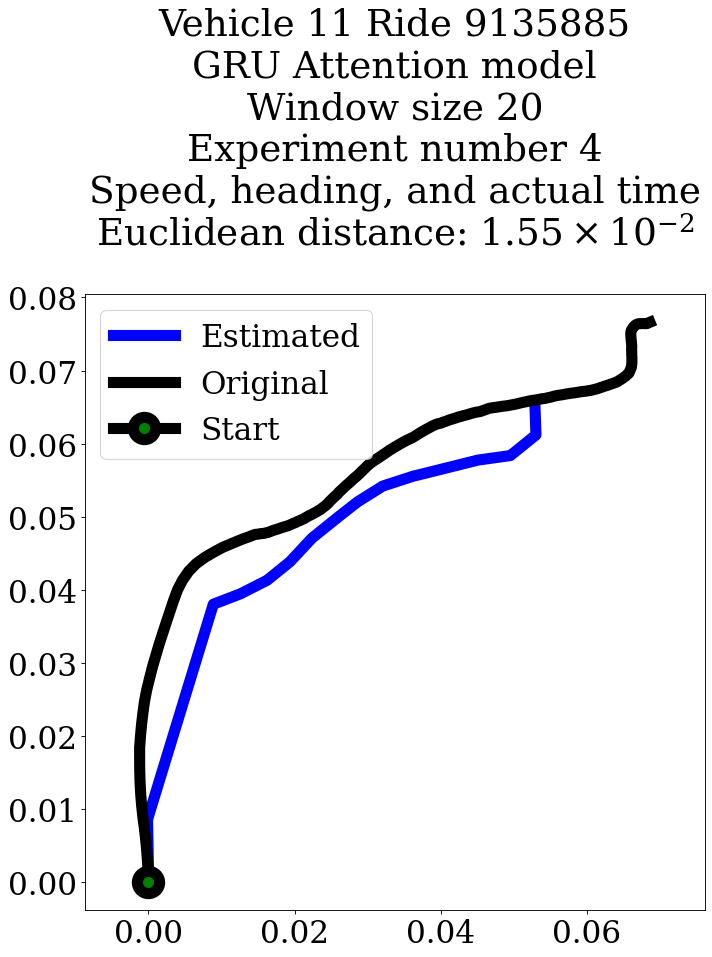 Vehicle 11 Ride 9135885
GRU Attention model
Window size 20
Experiment number 4
Speed, heading, and actual time
Euclidean distance: 1.55 × 10⁻²
0.08
Estimated
Original
Start
0.07
0.06
0.05
0.04
0.03
0.02
0.01
0.00
0.00 0.02 0.04 0.06